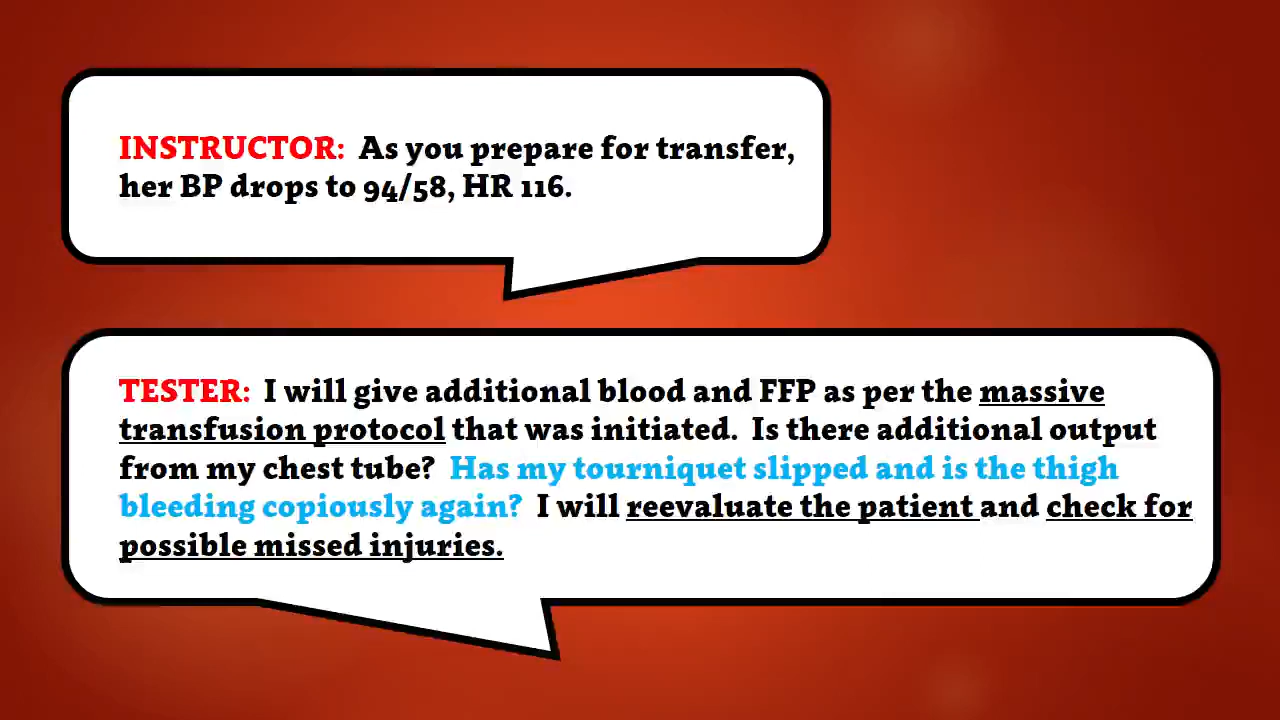 INSTRUCTOR: As you prepare for transfer,
her BP drops to 94/58, HR 116.
TESTER: I will give additional blood and FFP as per the massive
transfusion protocol that was initiated. Is there additional output
from my chest tube? Has my tourniquet slipped and is the thigh
bleeding copiously again? I will reevaluate the patient and check for
possible missed injuries.